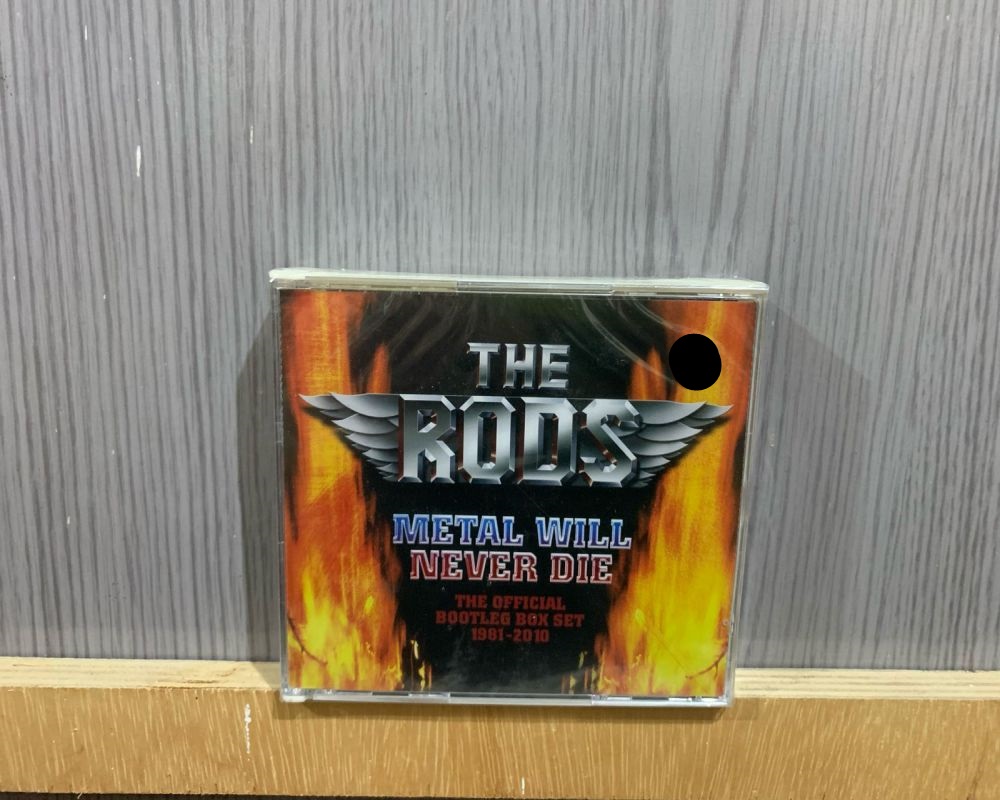 THE
RODS
METAL WILL
NEVER DIE
THE OFFICIAL
BOOTLEG BOX SET
1981-2010